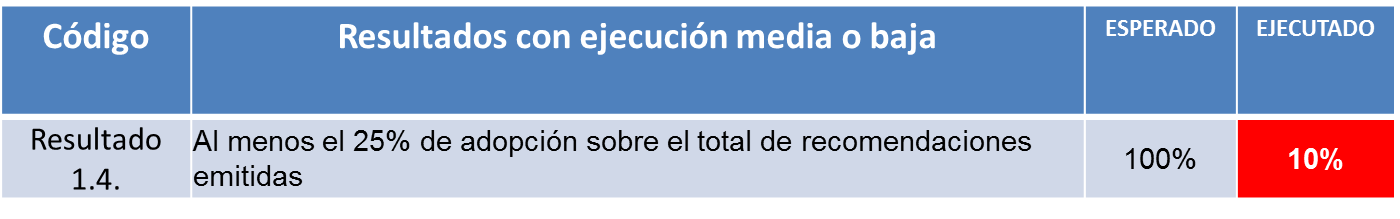 Código Resultados con ejecución media o baja ESPERADO EJECUTADO
Resultado
1.4.
Al menos el 25% de adopción sobre el total de recomendaciones
emitidas
100%
10%